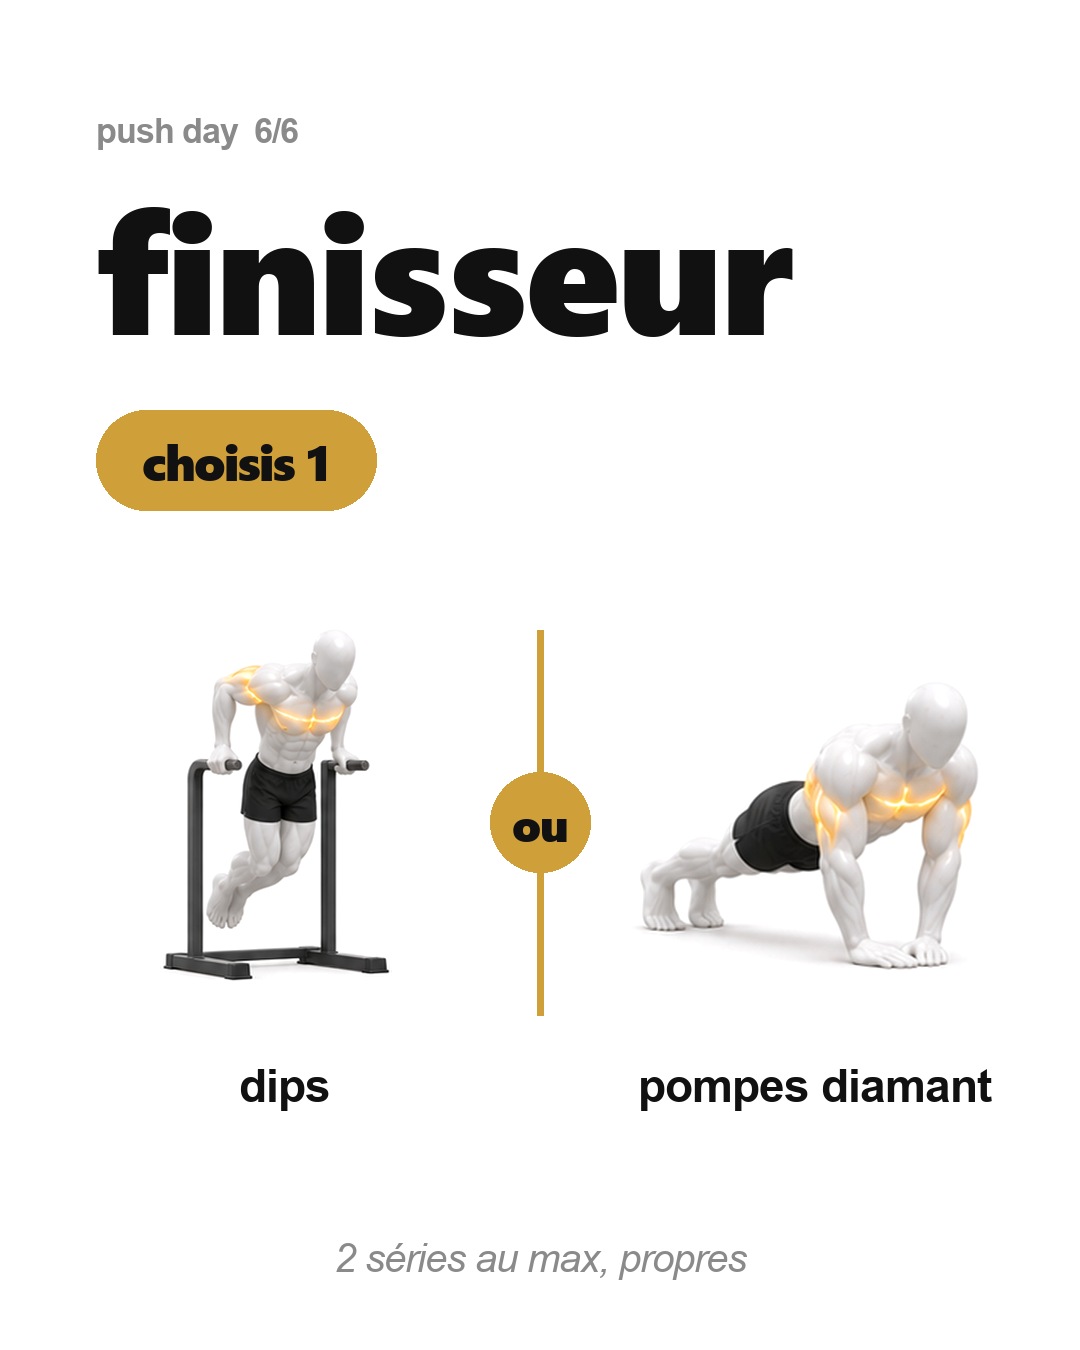 push day 6/6
finisseur
choisis 1
ou
dips
pompes diamant
2 séries au max, propres